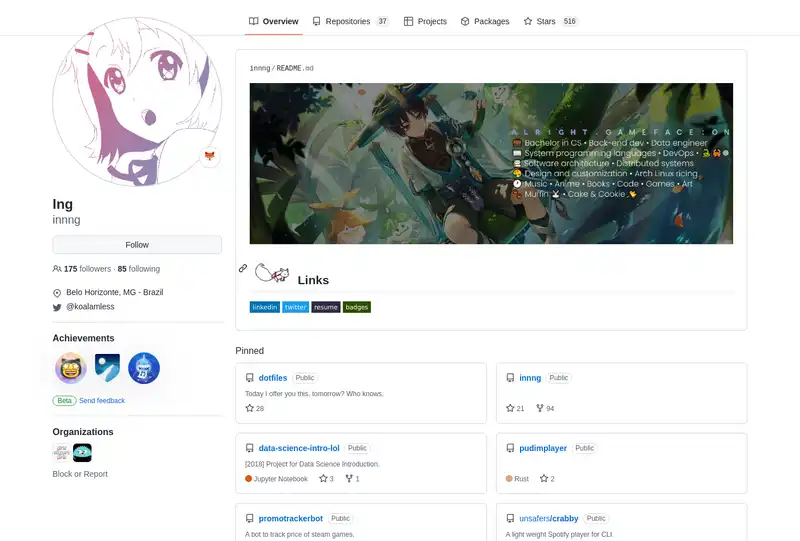 Overview
Repositories 37
Projects
Packages
Stars 516
innng / README.md
A L R I G H T . G A M E F A C E : O N
Bachelor in CS • Back-end dev • Data engineer
System programming languages • DevOps •
Software architecture • Distributed systems
Design and customization • Arch Linux ricing
Music • Anime • Books • Code • Games • Art
Muffin • Cake & Cookie
Ing
innng
Follow
175 followers · 85 following
Belo Horizonte, MG - Brazil
@koalamless
Achievements
Beta Send feedback
Organizations
Block or Report
Links
linkedin twitter resume badges
Pinned
dotfiles Public
Today I offer you this. tomorrow? Who knows.
28
innng Public
21 94
data-science-intro-lol Public
[2018] Project for Data Science Introduction.
Jupyter Notebook 3 1
pudimplayer Public
Rust 2
promotrackerbot Public
A bot to track price of steam games.
unsafers/crabby Public
A light weight Spotify player for CLI.